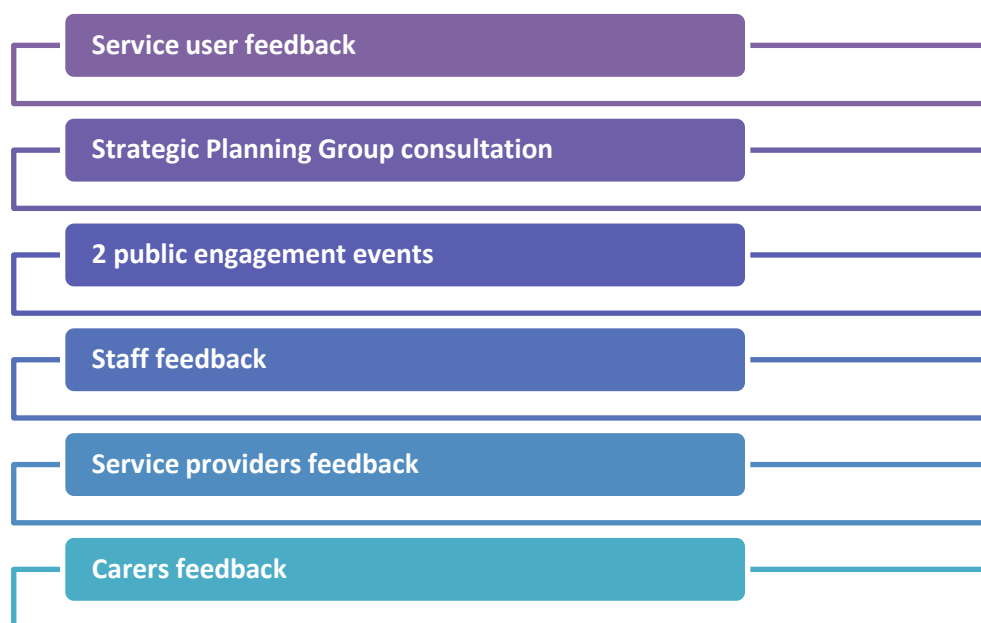 Service user feedback
Strategic Planning Group consultation
2 public engagement events
Staff feedback
Service providers feedback
Carers feedback